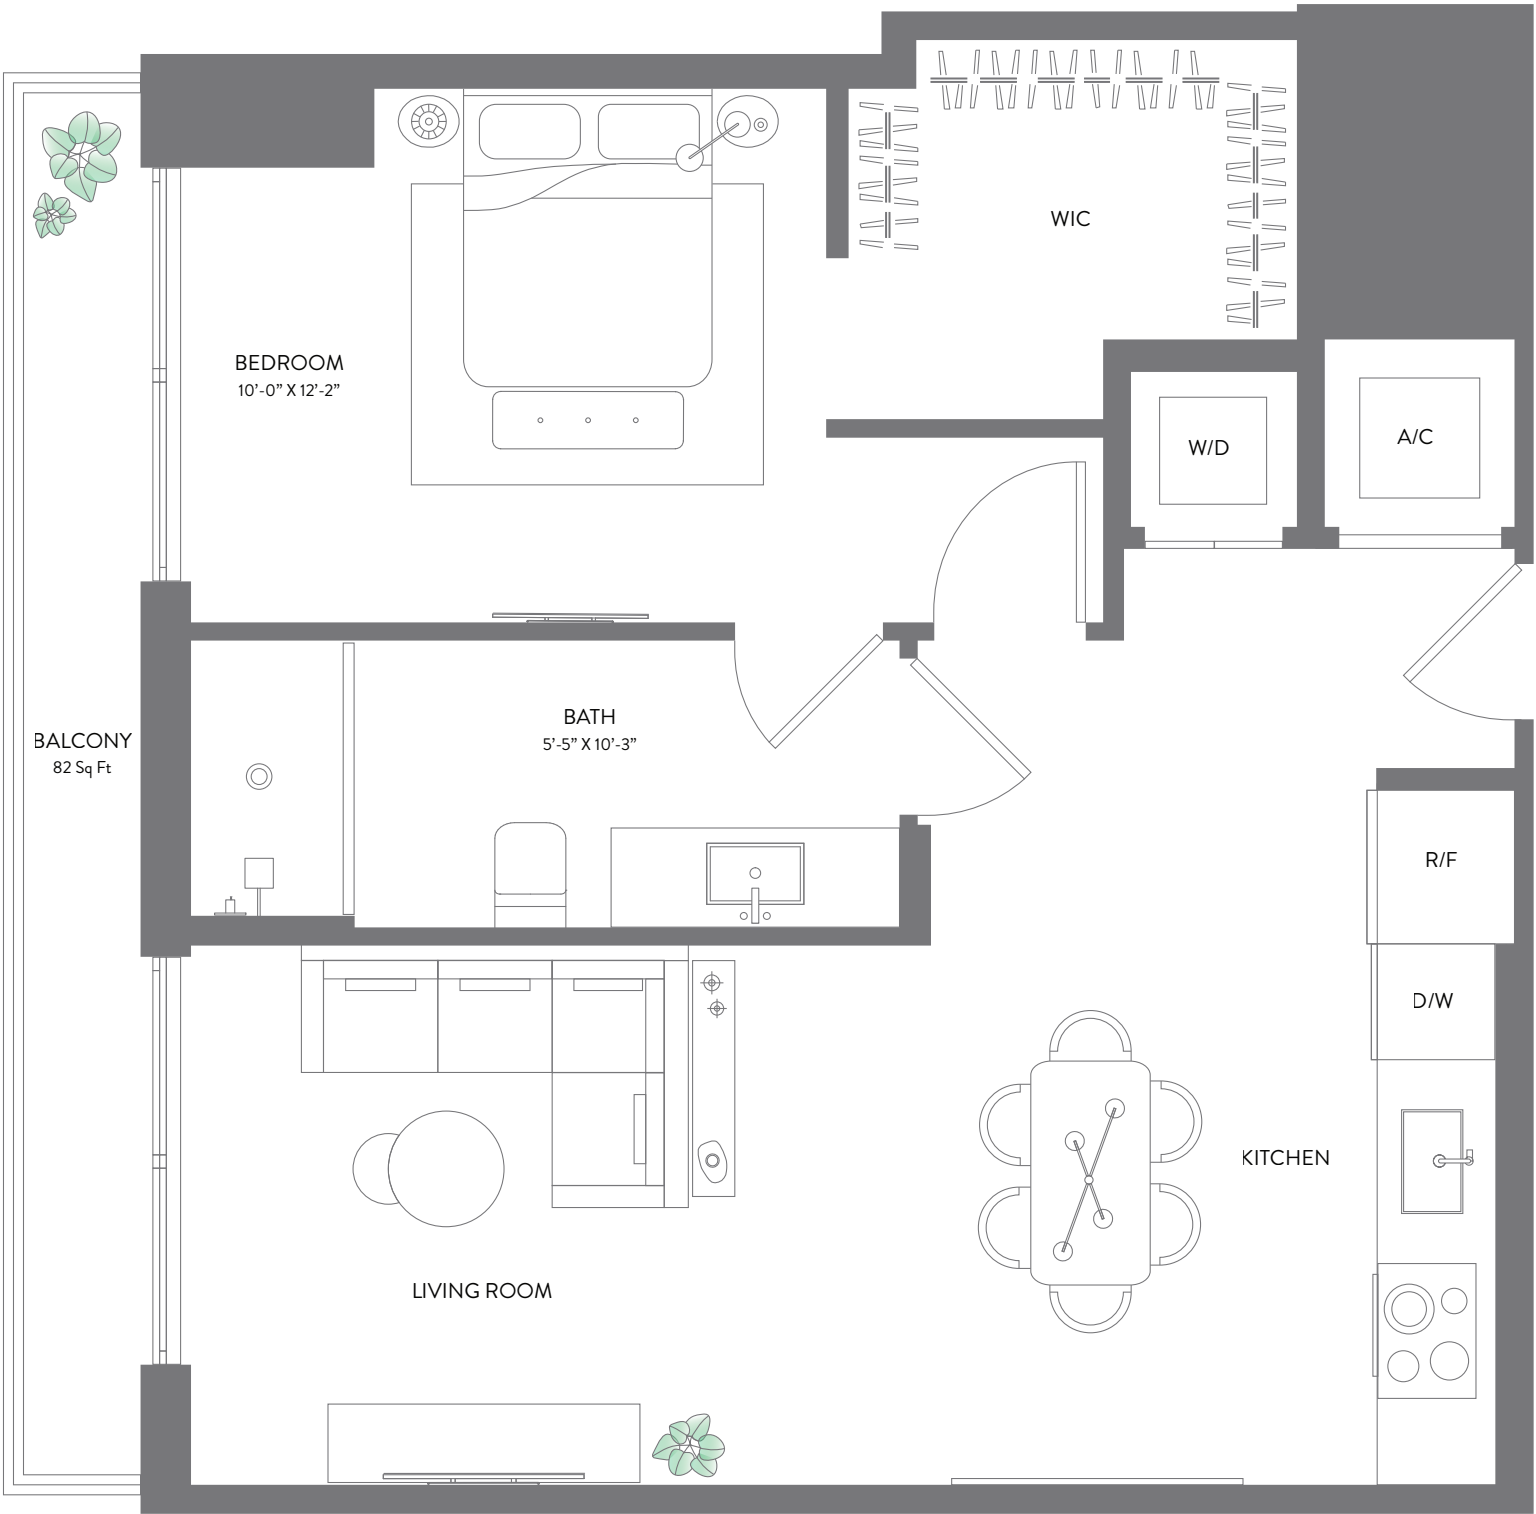 WIC
BEDROOM
10’-0” X 12’-2”
W/D
A/C
BATH
5’-5” X 10’-3”
BALCONY
82 Sq Ft
R/F
D/W
KITCHEN
LIVING ROOM